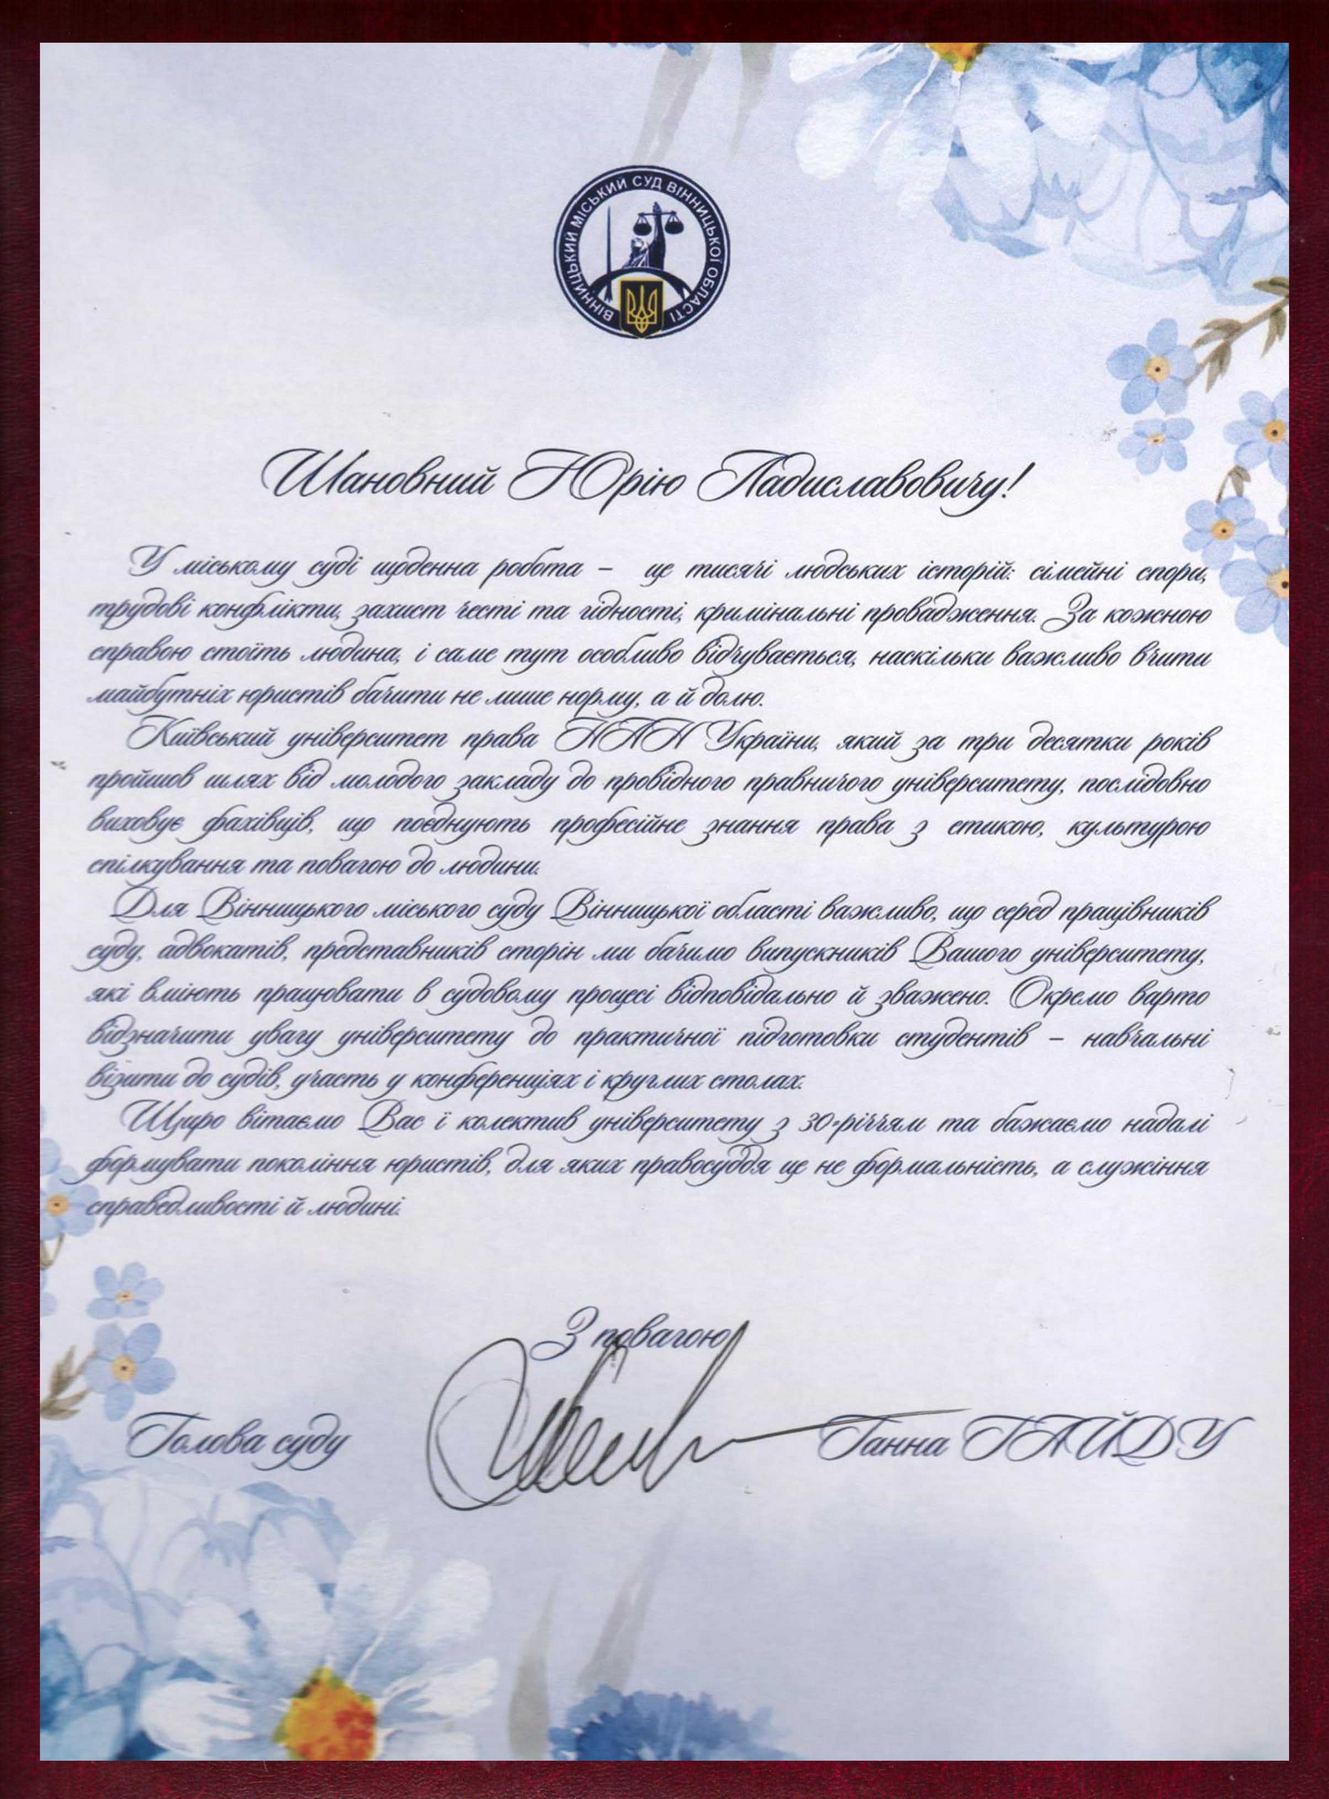 ВІННИЦЬКИЙ МІСЬКИЙ СУД ВІННИЦЬКОЇ ОБЛАСТІ
Шановний Юрію Ладиславовичу!
У міському суді щоденна робота – це тисячі людських історій: сімейні спори,
трудові конфлікти, захист честі та гідності, кримінальні провадження. За кожною
справою стоїть людина, і саме тут особливо відчувається, наскільки важливо вчити
майбутніх юристів бачити не лише норму, а й долю.
Київський університет права НАН України, який за три десятки років
пройшов шлях від молодого закладу до провідного правничого університету, послідовно
виховує фахівців, що поєднують професійне знання права з етикою, культурою
спілкування та повагою до людини.
Для Вінницького міського суду Вінницької області важливо, що серед працівників
суду, адвокатів, представників сторін ми бачимо випускників Вашого університету,
які вміють працювати в судовому процесі відповідально й зважено. Окремо варто
відзначити увагу університету до практичної підготовки студентів – навчальні
візити до судів, участь у конференціях і круглих столах.
Щиро вітаємо Вас і колектив університету з 30-річчям та бажаємо надалі
формувати покоління юристів, для яких правосуддя це не формальність, а служіння
справедливості й людині.
З повагою
Голова суду Ганна ГАЙДУ